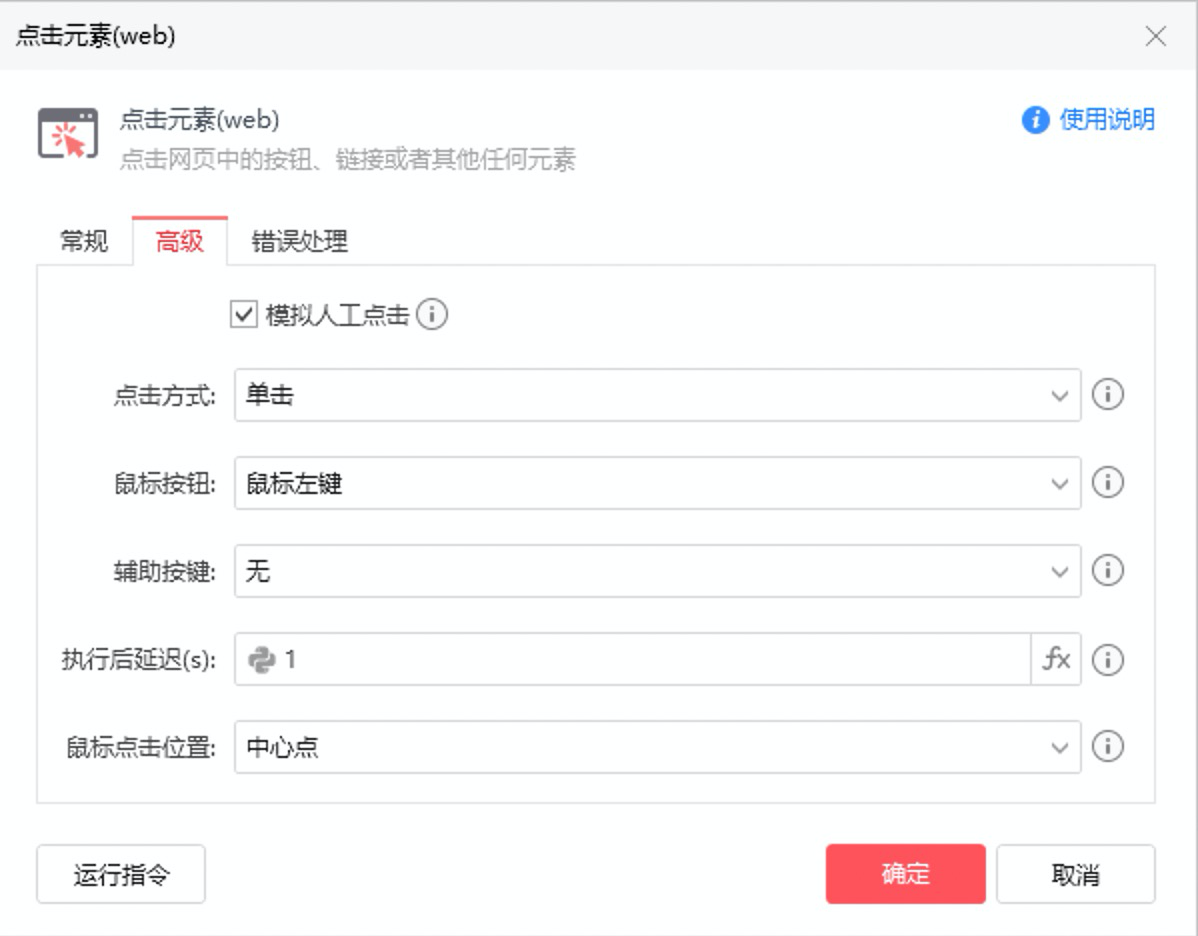 点击元素(web)
点击元素(web)
使用说明
点击网页中的按钮、链接或者其他任何元素
常规
高级
错误处理
模拟人工点击
点击方式: 单击
鼠标按钮: 鼠标左键
辅助按键: 无
执行后延迟(s): 1 fx
鼠标点击位置: 中心点
运行指令
确定
取消